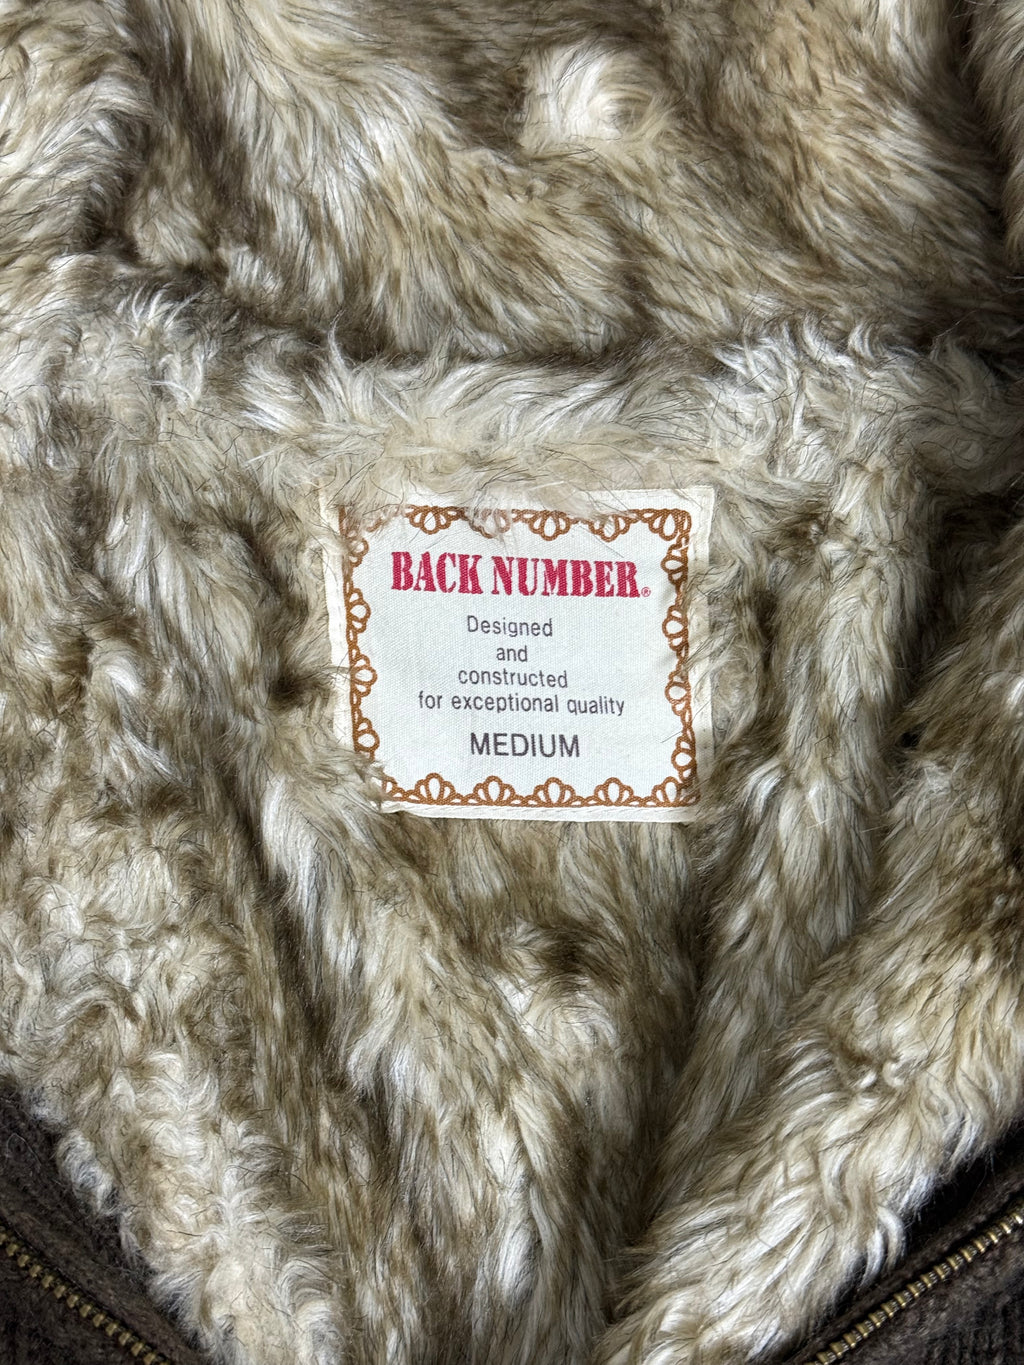 BACK NUMBER®
Designed
and
constructed
for exceptional quality
MEDIUM